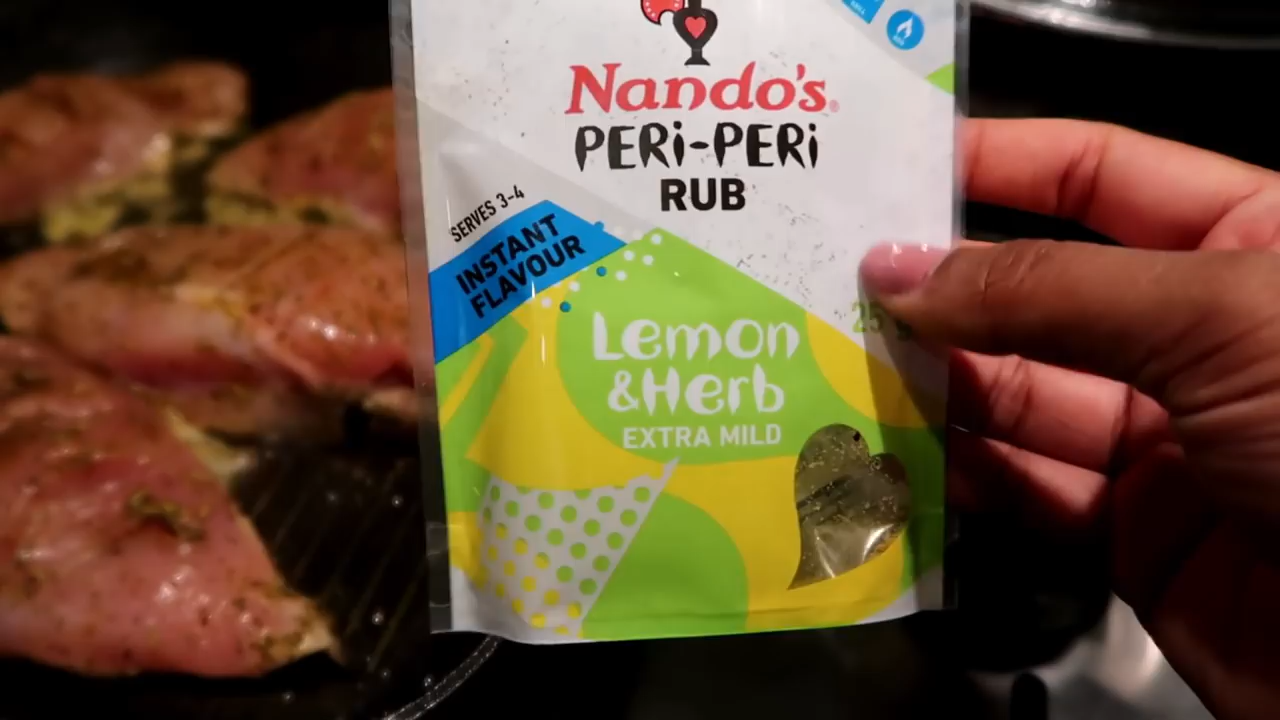 Nando's®
PERi-PERi
RUB
SERVES 3-4
INSTANT
FLAVOUR
Lemon
&Herb
EXTRA MILD